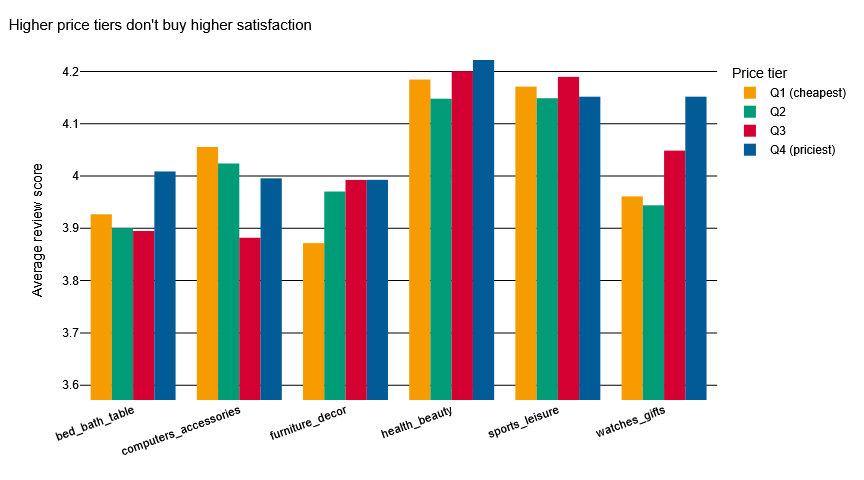 Higher price tiers don't buy higher satisfaction
Average review score
4.2
4.1
4
3.9
3.8
3.7
3.6
bed_bath_table
computers_accessories
furniture_decor
health_beauty
sports_leisure
watches_gifts
Price tier
Q1 (cheapest)
Q2
Q3
Q4 (priciest)